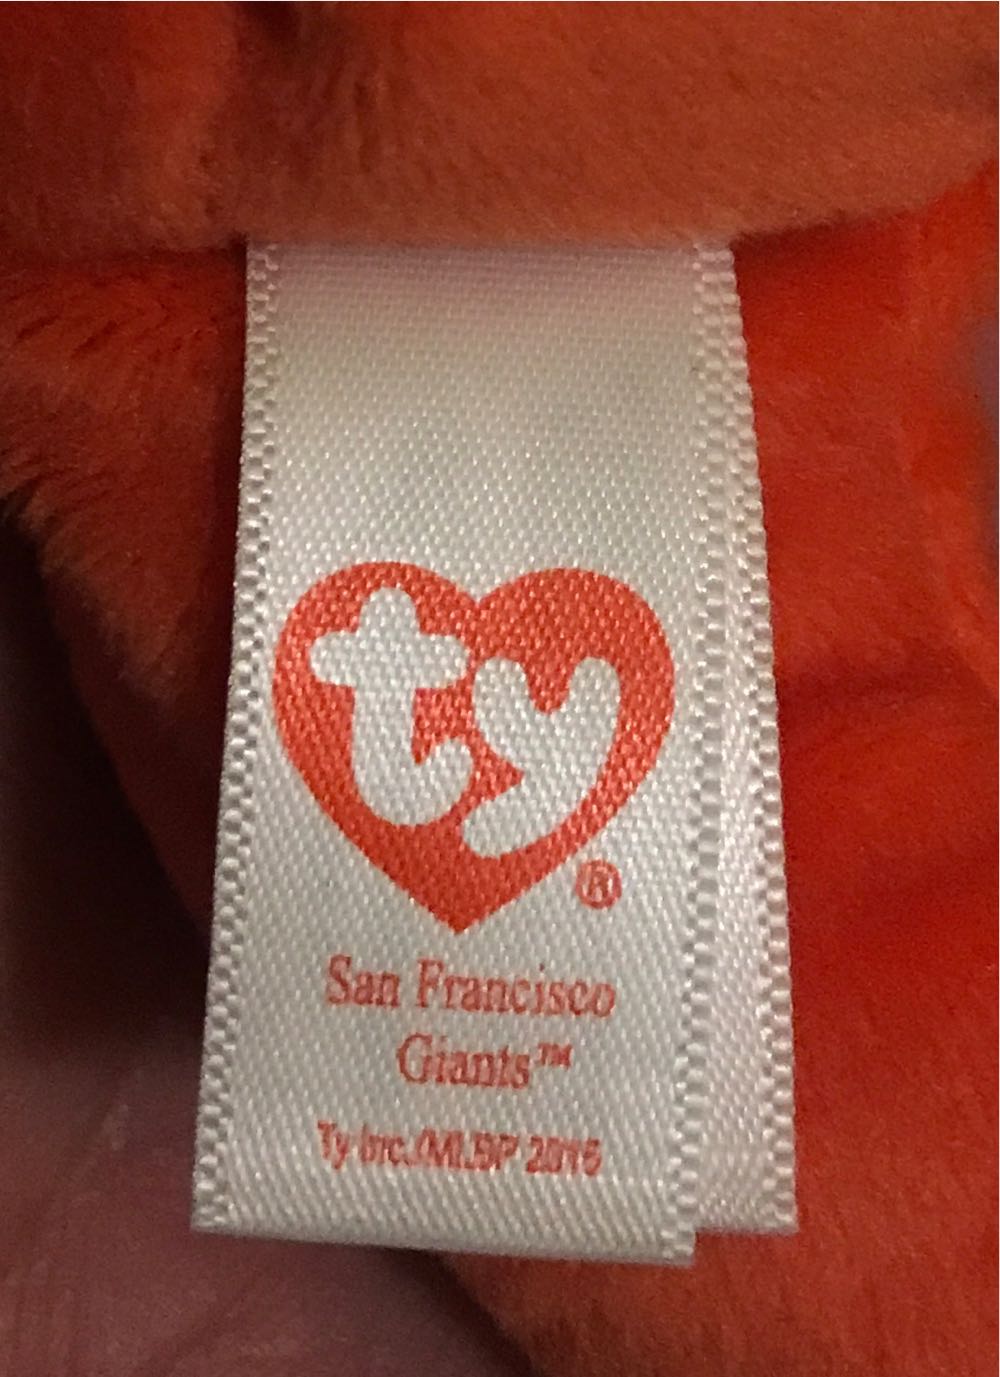 ty®
San Francisco
Giants™
Ty Inc./MLBP 2015